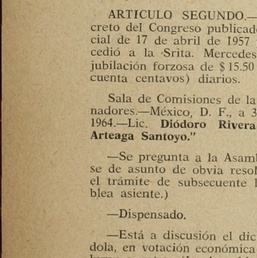 ARTICULO SEGUNDO.—
creto del Congreso publicad
cial de 17 de abril de 1957
cedió a la Srita. Mercedes
jubilación forzosa de $15.50
cuenta centavos) diarios.
Sala de Comisiones de la
nadores.—México, D. F., a 3
1964.—Lic. Diódoro Rivera
Arteaga Santoyo."
—Se pregunta a la Asam
se de asunto de obvia resol
el trámite de subsecuente l
blea asiente.)
—Dispensado.
—Está a discusión el dic
dola, en votación económica